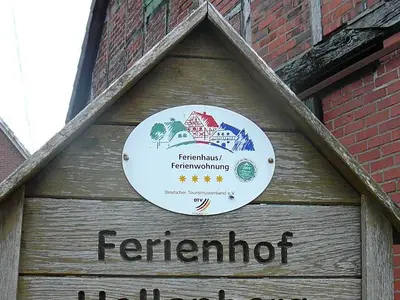 Ferienhaus/
Ferienwohnung
Deutscher Tourismusverband e.V.
DTV
Ferienhof